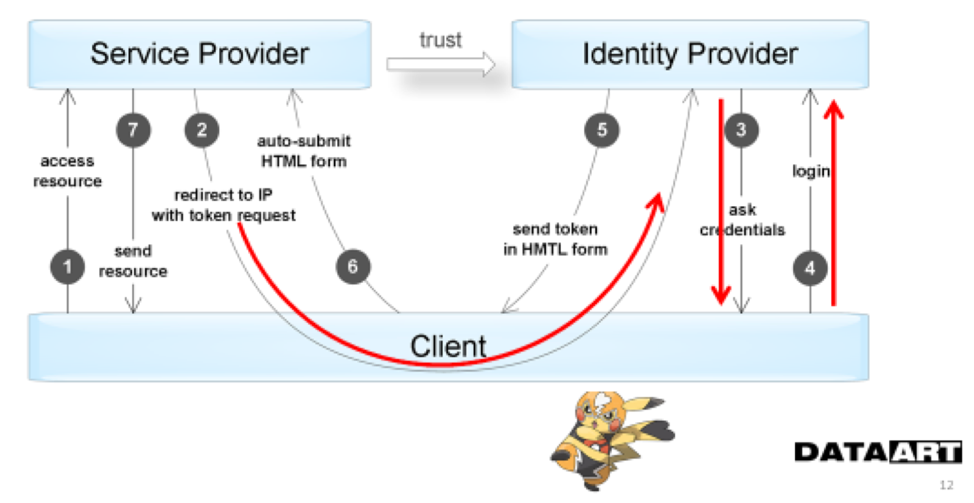 Service Provider
trust
Identity Provider
7
2
5
3
auto-submit
HTML form
access
resource
login
redirect to IP
with token request
ask
credentials
send token
in HMTL form
send
resource
1
6
4
Client
DATAART
12